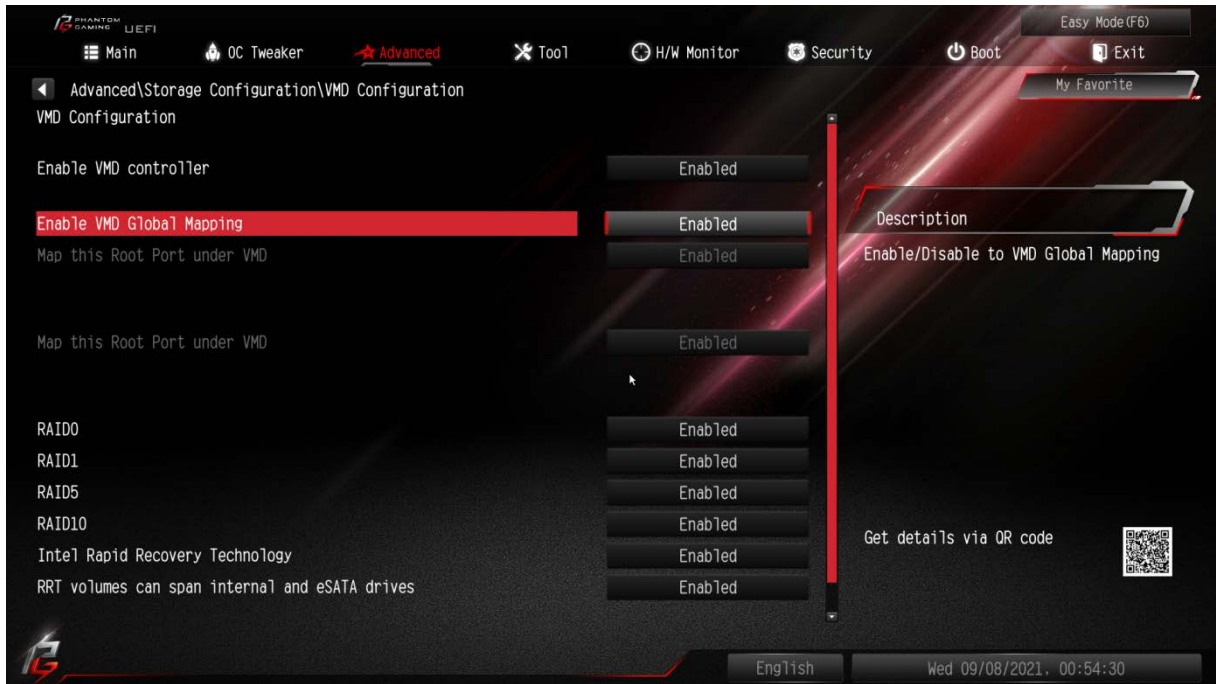 PHANTOM GAMING UEFI
Easy Mode(F6)
Main OC Tweaker Advanced Tool H/W Monitor Security Boot Exit
Advanced\Storage Configuration\VMD Configuration
My Favorite
VMD Configuration
Enable VMD controller Enabled
Enable VMD Global Mapping Enabled
Map this Root Port under VMD Enabled
Map this Root Port under VMD Enabled
RAID0 Enabled
RAID1 Enabled
RAID5 Enabled
RAID10 Enabled
Intel Rapid Recovery Technology Enabled
RRT volumes can span internal and eSATA drives Enabled
Description
Enable/Disable to VMD Global Mapping
Get details via QR code
English
Wed 09/08/2021, 00:54:30